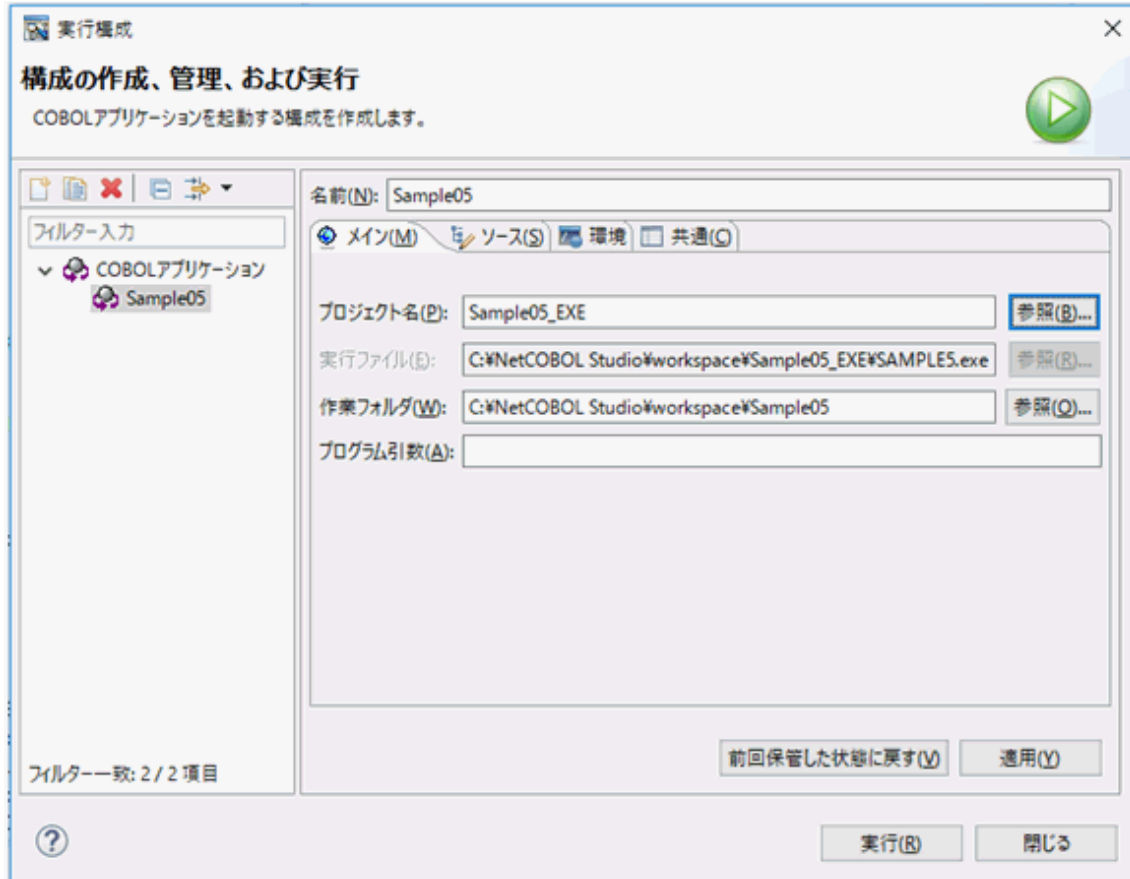 実行構成
構成の作成、管理、および実行
COBOLアプリケーションを起動する構成を作成します。
フィルター入力
COBOLアプリケーション
Sample05
フィルター一致: 2 / 2 項目
名前(N): Sample05
メイン(M) ソース(S) 環境 共通(C)
プロジェクト名(P): Sample05_EXE 参照(B)...
実行ファイル(E): C:¥NetCOBOL Studio¥workspace¥Sample05_EXE¥SAMPLE5.exe 参照(R)...
作業フォルダ(W): C:¥NetCOBOL Studio¥workspace¥Sample05 参照(O)...
プログラム引数(A):
前回保管した状態に戻す(V) 適用(Y)
実行(R) 閉じる